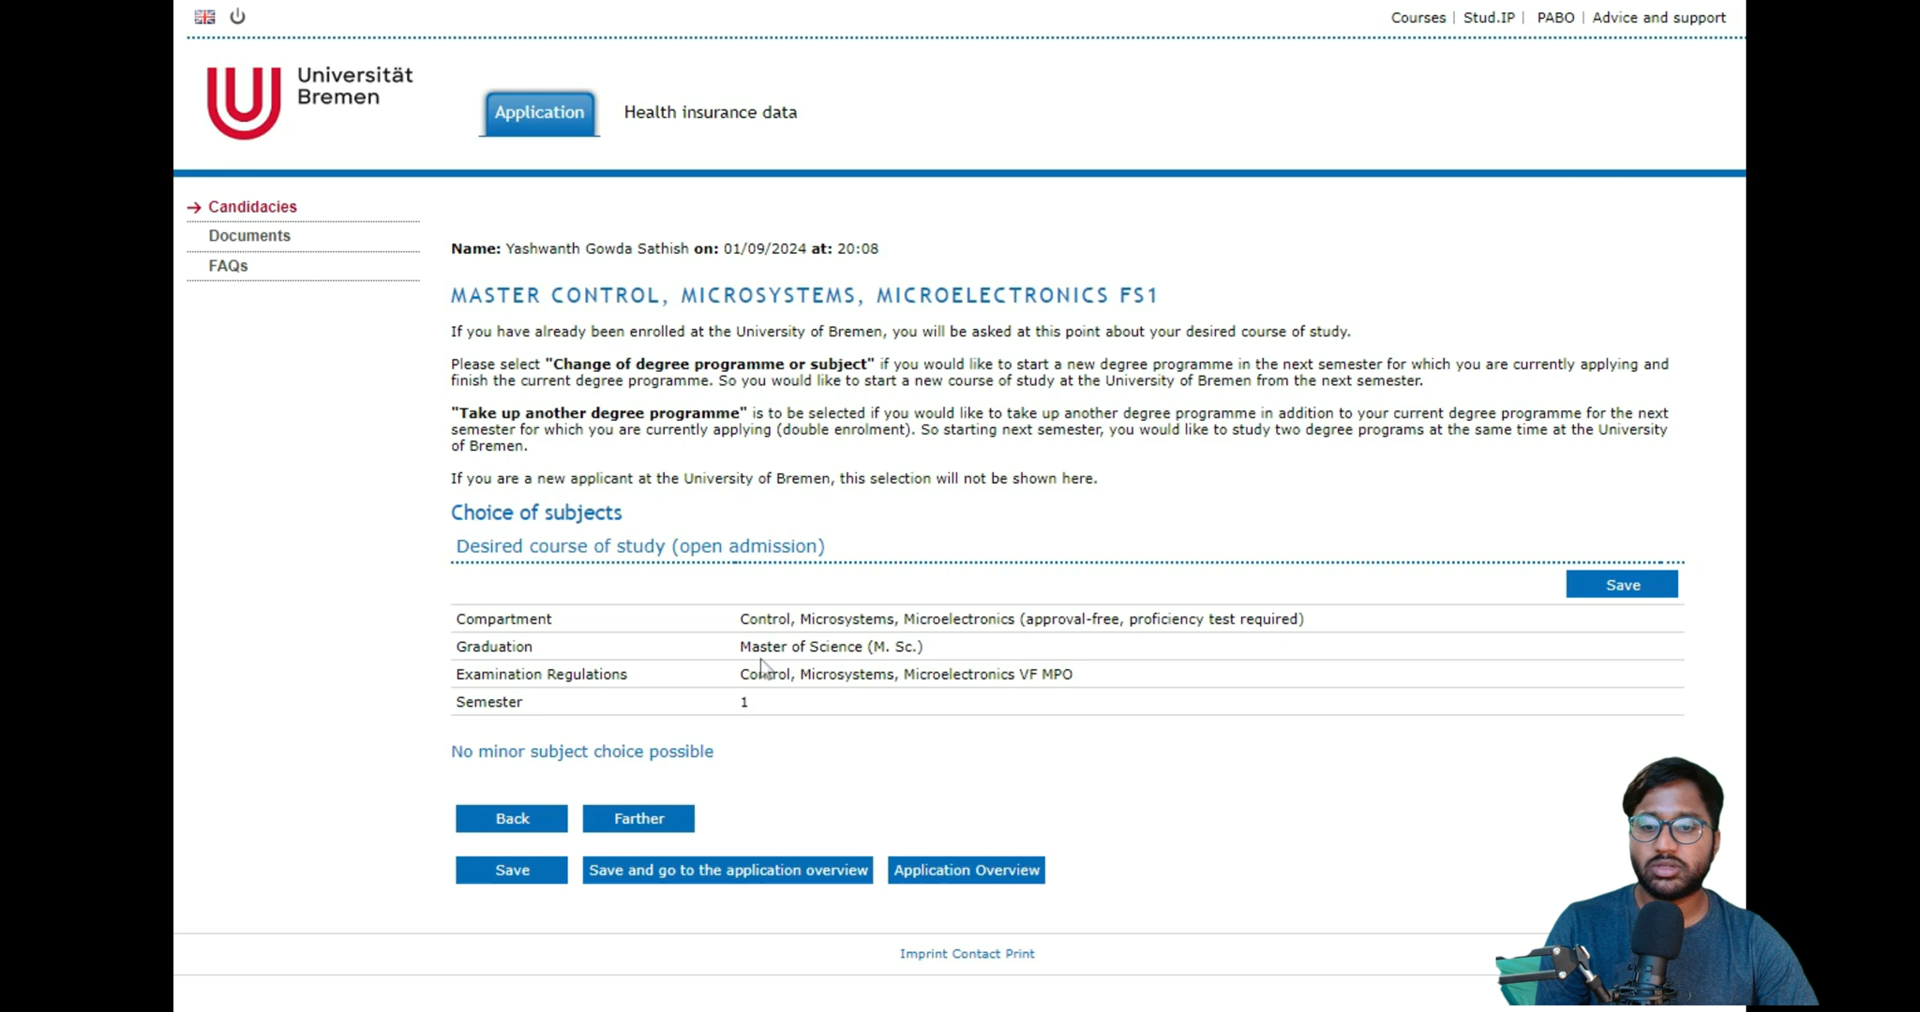 Courses | Stud.IP | PABO | Advice and support
Universität
Bremen
Application
Health insurance data
Candidacies
Documents
FAQs
Name: Yashwanth Gowda Sathish on: 01/09/2024 at: 20:08
MASTER CONTROL, MICROSYSTEMS, MICROELECTRONICS FS1
If you have already been enrolled at the University of Bremen, you will be asked at this point about your desired course of study.
Please select "Change of degree programme or subject" if you would like to start a new degree programme in the next semester for which you are currently applying and
finish the current degree programme. So you would like to start a new course of study at the University of Bremen from the next semester.
"Take up another degree programme" is to be selected if you would like to take up another degree programme in addition to your current degree programme for the next
semester for which you are currently applying (double enrolment). So starting next semester, you would like to study two degree programs at the same time at the University
of Bremen.
If you are a new applicant at the University of Bremen, this selection will not be shown here.
Choice of subjects
Desired course of study (open admission)
Save
Compartment Control, Microsystems, Microelectronics (approval-free, proficiency test required)
Graduation Master of Science (M. Sc.)
Examination Regulations Control, Microsystems, Microelectronics VF MPO
Semester 1
No minor subject choice possible
Back Farther
Save Save and go to the application overview Application Overview
Imprint Contact Print